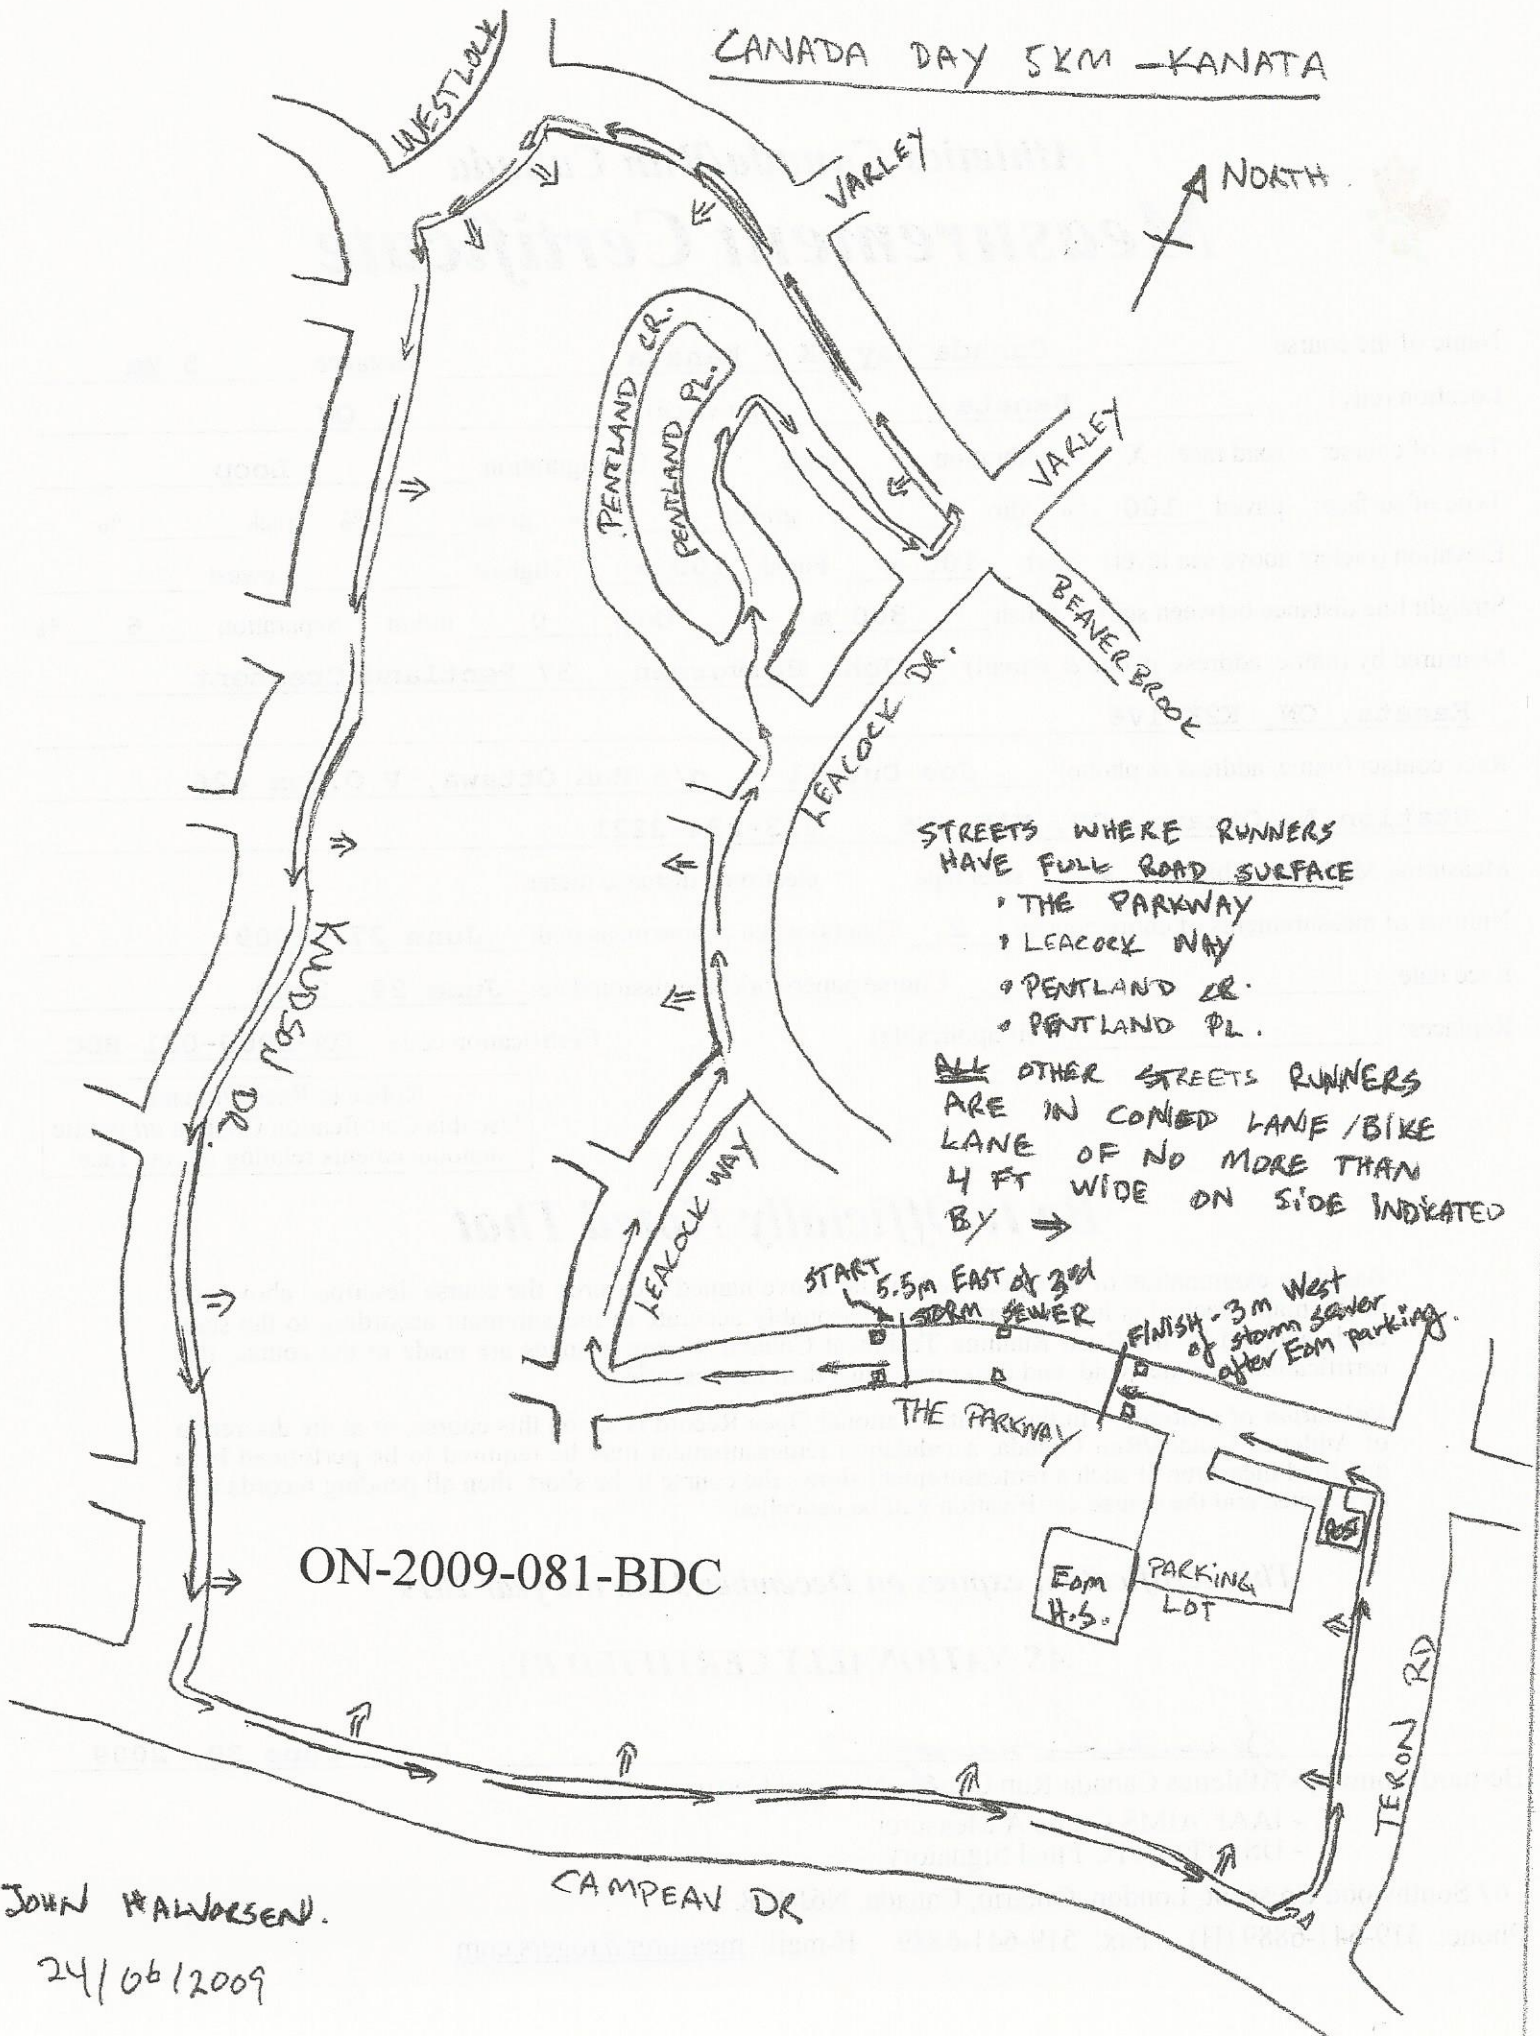 CANADA DAY 5KM - KANATA
WESTLOCK
VARLEY
NORTH
PENTLAND CR.
PENTLAND PL.
VARLEY
BEAVERBROOK
LEACOCK DR.
STREETS WHERE RUNNERS
HAVE FULL ROAD SURFACE
• THE PARKWAY
• LEACOCK WAY
• PENTLAND CR.
• PENTLAND PL.
ALL OTHER STREETS RUNNERS
ARE IN CONED LANE/BIKE
LANE OF NO MORE THAN
4 FT WIDE ON SIDE INDICATED
BY ⇒
KNUDSON DR.
LEACOCK WAY
START
5.5m EAST of 3rd
STORM SEWER
FINISH - 3m West
of storm sewer
after Eom parking.
THE PARKWAY
ON-2009-081-BDC
EOM
H.S.
PARKING
LOT
POST
TERON RD
CAMPEAU DR
JOHN HALVORSEN.
24/06/2009